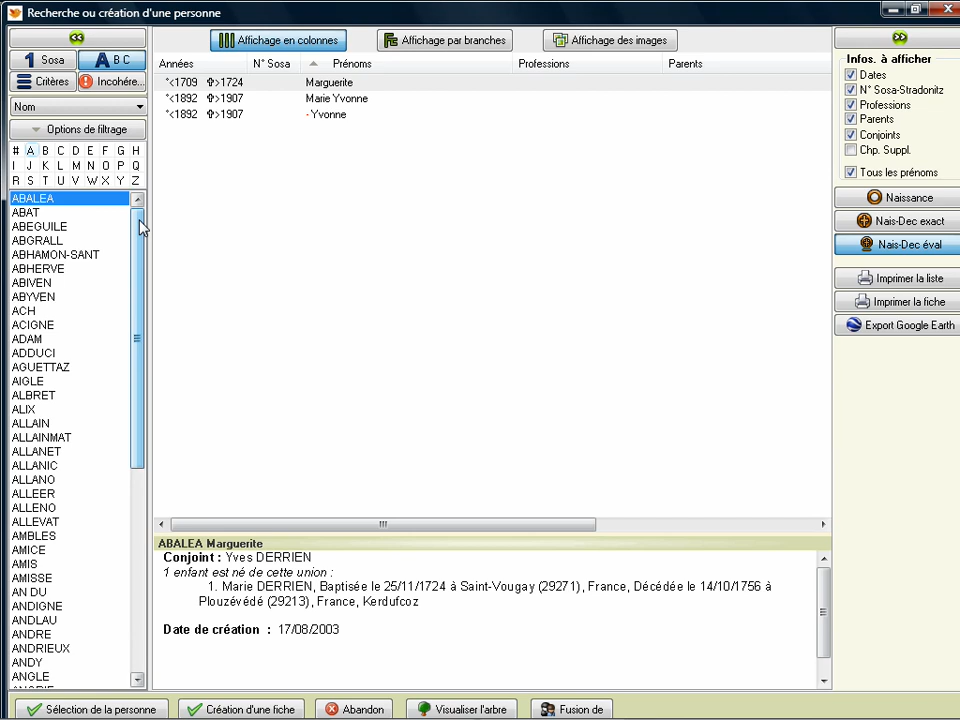 Recherche ou création d'une personne
1 Sosa
A B C
Critères
Incohére...
Nom
Options de filtrage
# A B C D E F G H
I J K L M N O P Q
R S T U V W X Y Z
ABALEA
ABAT
ABEGUILE
ABGRALL
ABHAMON-SANT
ABHERVE
ABIVEN
ABYVEN
ACH
ACIGNE
ADAM
ADDUCI
AGUETTAZ
AIGLE
ALBRET
ALIX
ALLAIN
ALLAINMAT
ALLANET
ALLANIC
ALLANO
ALLEER
ALLENO
ALLEVAT
AMBLES
AMICE
AMIS
AMISSE
AN DU
ANDIGNE
ANDLAU
ANDRE
ANDRIEUX
ANDY
ANGLE
Affichage en colonnes
Affichage par branches
Affichage des images
Années N° Sosa Prénoms Professions Parents
°<1709 ✞>1724 Marguerite
°<1892 ✞>1907 Marie Yvonne
°<1892 ✞>1907 - Yvonne
ABALEA Marguerite
Conjoint : Yves DERRIEN
1 enfant est né de cette union :
1. Marie DERRIEN, Baptisée le 25/11/1724 à Saint-Vougay (29271), France, Décédée le 14/10/1756 à
Plouzévédé (29213), France, Kerdufcoz
Date de création : 17/08/2003
Infos. à afficher
Dates
N° Sosa-Stradonitz
Professions
Parents
Conjoints
Chp. Suppl.
Tous les prénoms
Naissance
Nais-Dec exact
Nais-Dec éval
Imprimer la liste
Imprimer la fiche
Export Google Earth
Sélection de la personne
Création d'une fiche
Abandon
Visualiser l'arbre
Fusion de